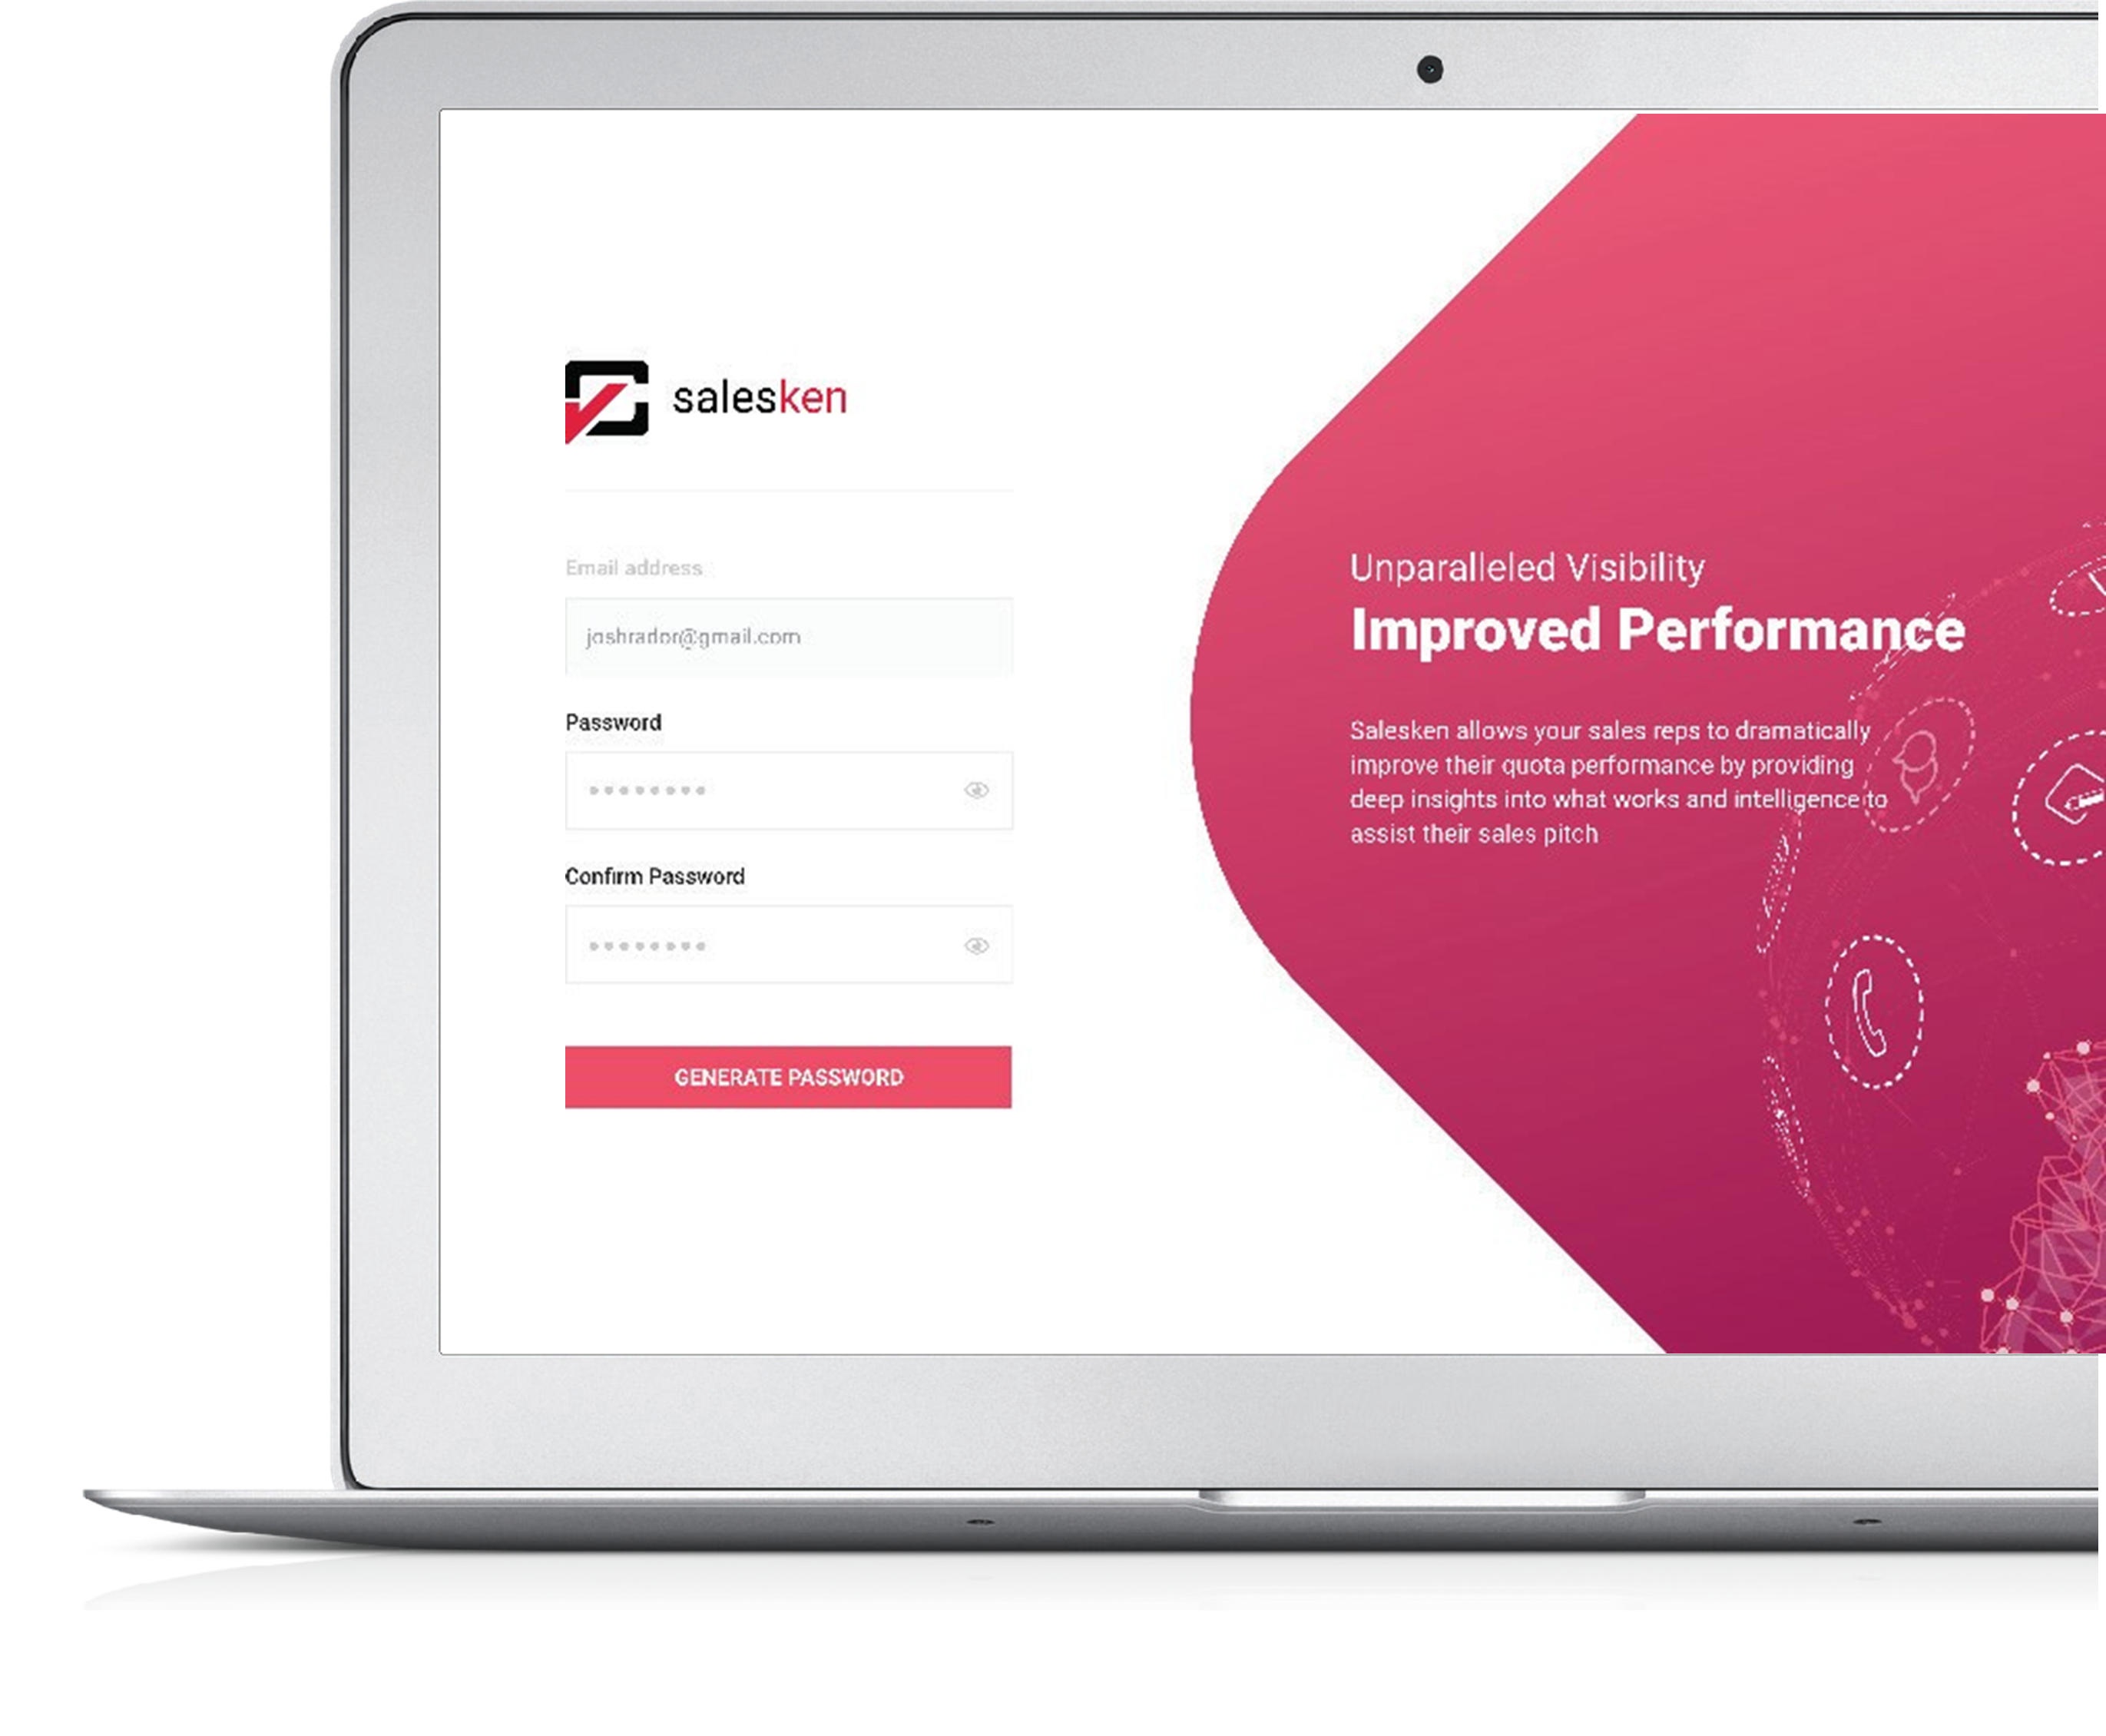 salesken
Email address
joshrador@gmail.com
Password
Confirm Password
GENERATE PASSWORD
Unparalleled Visibility
Improved Performance
Salesken allows your sales reps to dramatically
improve their quota performance by providing
deep insights into what works and intelligence to
assist their sales pitch